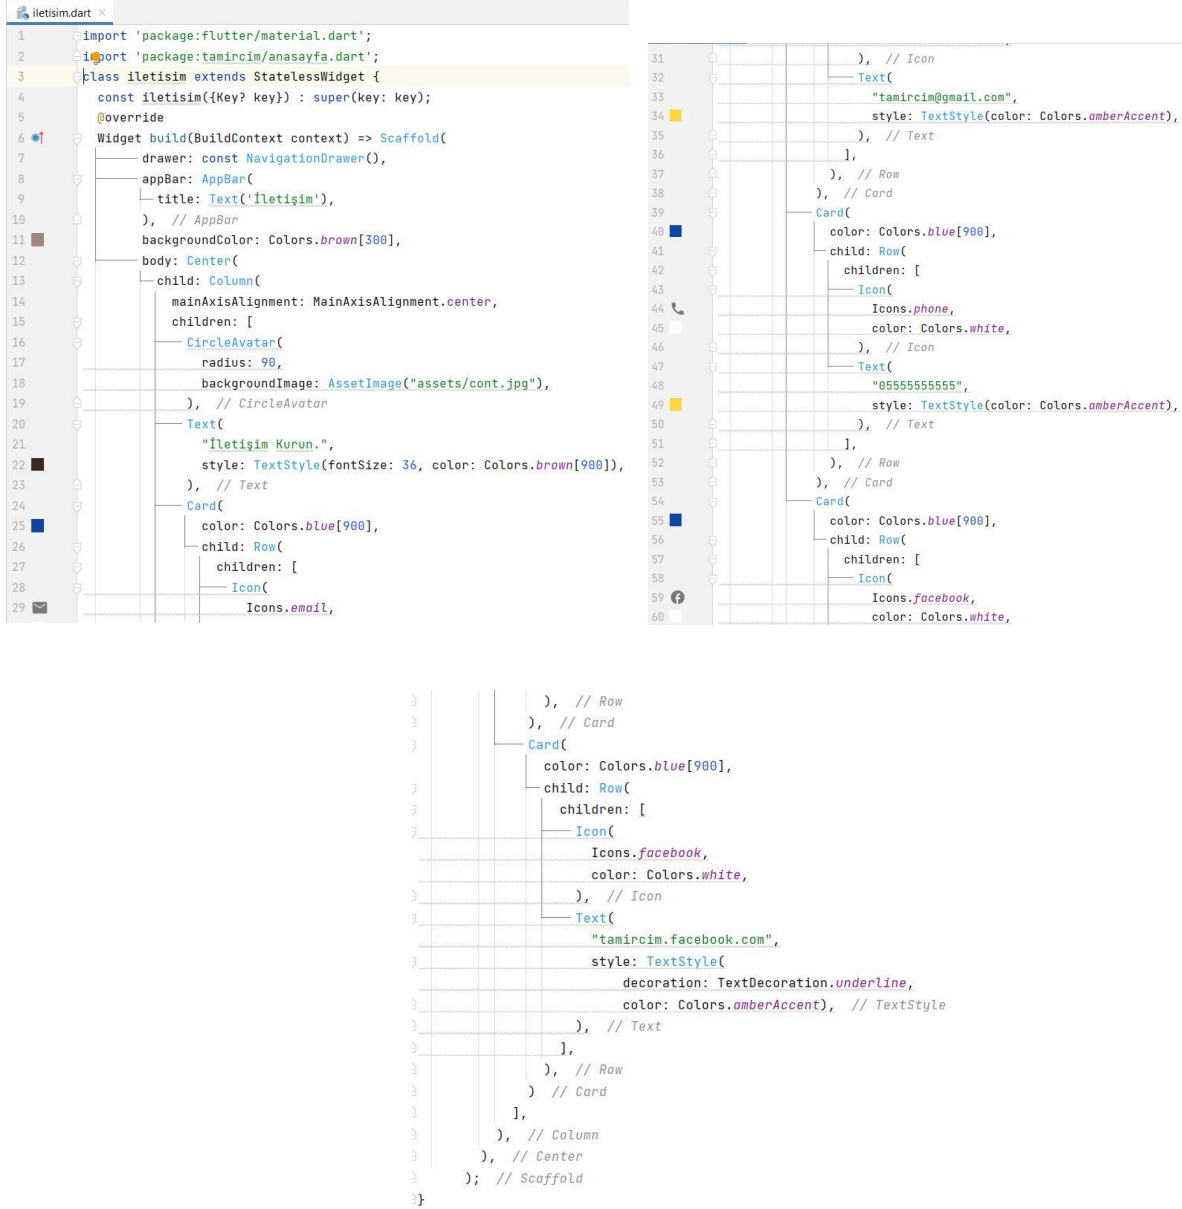 iletisim.dart
1 import 'package:flutter/material.dart';
2 import 'package:tamircim/anasayfa.dart';
3 class iletisim extends StatelessWidget {
4 const iletisim({Key? key}) : super(key: key);
5 @override
6 Widget build(BuildContext context) => Scaffold(
7 drawer: const NavigationDrawer(),
8 appBar: AppBar(
9 title: Text('İletişim'),
10 ), // AppBar
11 backgroundColor: Colors.brown[300],
12 body: Center(
13 child: Column(
14 mainAxisAlignment: MainAxisAlignment.center,
15 children: [
16 CircleAvatar(
17 radius: 90,
18 backgroundImage: AssetImage("assets/cont.jpg"),
19 ), // CircleAvatar
20 Text(
21 "İletişim Kurun.",
22 style: TextStyle(fontSize: 36, color: Colors.brown[900]),
23 ), // Text
24 Card(
25 color: Colors.blue[900],
26 child: Row(
27 children: [
28 Icon(
29 Icons.email,
31 ), // Icon
32 Text(
33 "tamircim@gmail.com",
34 style: TextStyle(color: Colors.amberAccent),
35 ), // Text
36 ],
37 ), // Row
38 ), // Card
39 Card(
40 color: Colors.blue[900],
41 child: Row(
42 children: [
43 Icon(
44 Icons.phone,
45 color: Colors.white,
46 ), // Icon
47 Text(
48 "05555555555",
49 style: TextStyle(color: Colors.amberAccent),
50 ), // Text
51 ],
52 ), // Row
53 ), // Card
54 Card(
55 color: Colors.blue[900],
56 child: Row(
57 children: [
58 Icon(
59 Icons.facebook,
60 color: Colors.white,
), // Row
), // Card
Card(
color: Colors.blue[900],
child: Row(
children: [
Icon(
Icons.facebook,
color: Colors.white,
), // Icon
Text(
"tamircim.facebook.com",
style: TextStyle(
decoration: TextDecoration.underline,
color: Colors.amberAccent), // TextStyle
), // Text
],
), // Row
) // Card
],
), // Column
), // Center
); // Scaffold
}